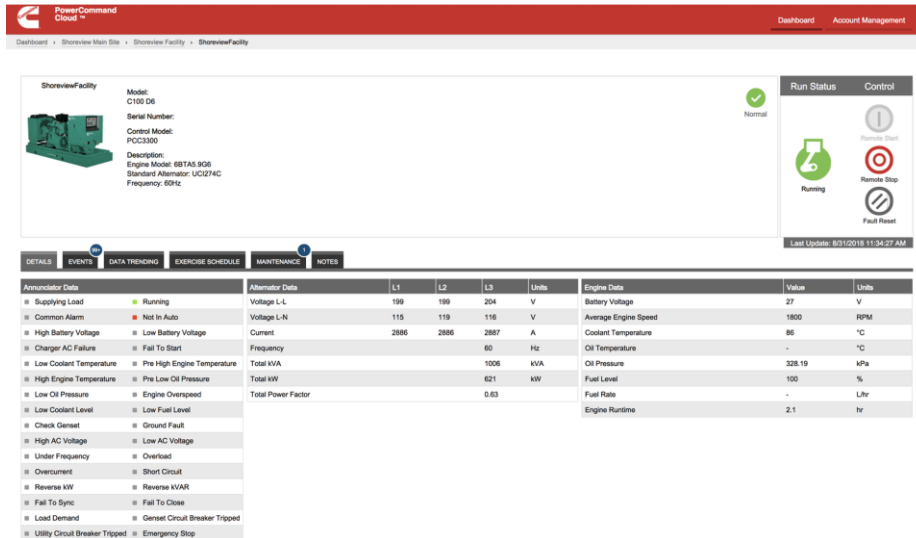 PowerCommand
Cloud ™
Dashboard
Account Management
Dashboard › Shoreview Main Site › Shoreview Facility › ShoreviewFacility
ShoreviewFacility
Model:
C100 D6
Serial Number:
Control Model:
PCC3300
Description:
Engine Model: 6BTA5.9G6
Standard Alternator: UCI274C
Frequency: 60Hz
Normal
Run Status Control
Remote Start
Running
Remote Stop
Fault Reset
Last Update: 8/31/2018 11:34:27 AM
DETAILS EVENTS 99+ DATA TRENDING EXERCISE SCHEDULE MAINTENANCE 1 NOTES
Annunciator Data
Supplying Load Running
Common Alarm Not In Auto
High Battery Voltage Low Battery Voltage
Charger AC Failure Fail To Start
Low Coolant Temperature Pre High Engine Temperature
High Engine Temperature Pre Low Oil Pressure
Low Oil Pressure Engine Overspeed
Low Coolant Level Low Fuel Level
Check Genset Ground Fault
High AC Voltage Low AC Voltage
Under Frequency Overload
Overcurrent Short Circuit
Reverse kW Reverse kVAR
Fail To Sync Fail To Close
Load Demand Genset Circuit Breaker Tripped
Utility Circuit Breaker Tripped Emergency Stop
Alternator Data L1 L2 L3 Units
Voltage L-L 199 199 204 V
Voltage L-N 115 119 116 V
Current 2886 2886 2887 A
Frequency 60 Hz
Total kVA 1006 kVA
Total kW 621 kW
Total Power Factor 0.63
Engine Data Value Units
Battery Voltage 27 V
Average Engine Speed 1800 RPM
Coolant Temperature 86 °C
Oil Temperature - °C
Oil Pressure 328.19 kPa
Fuel Level 100 %
Fuel Rate - L/hr
Engine Runtime 2.1 hr